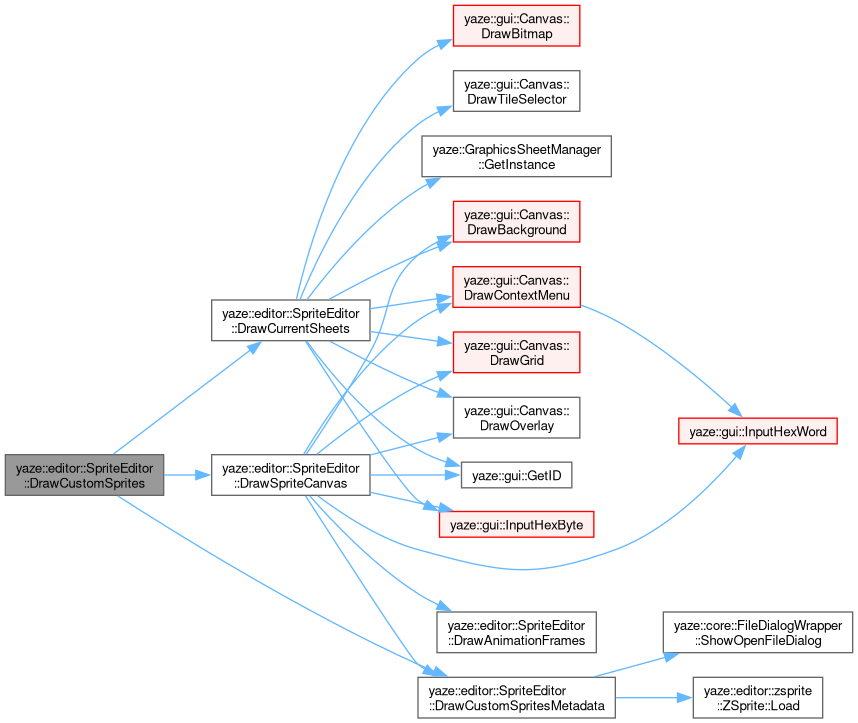 yaze::gui::Canvas::
DrawBitmap
yaze::gui::Canvas::
DrawTileSelector
yaze::GraphicsSheetManager
::GetInstance
yaze::gui::Canvas::
DrawBackground
yaze::gui::Canvas::
DrawContextMenu
yaze::editor::SpriteEditor
::DrawCurrentSheets
yaze::gui::Canvas::
DrawGrid
yaze::gui::Canvas::
DrawOverlay
yaze::gui::InputHexWord
yaze::editor::SpriteEditor
::DrawCustomSprites
yaze::editor::SpriteEditor
::DrawSpriteCanvas
yaze::gui::GetID
yaze::gui::InputHexByte
yaze::editor::SpriteEditor
::DrawAnimationFrames
yaze::core::FileDialogWrapper
::ShowOpenFileDialog
yaze::editor::SpriteEditor
::DrawCustomSpritesMetadata
yaze::editor::zsprite
::ZSprite::Load